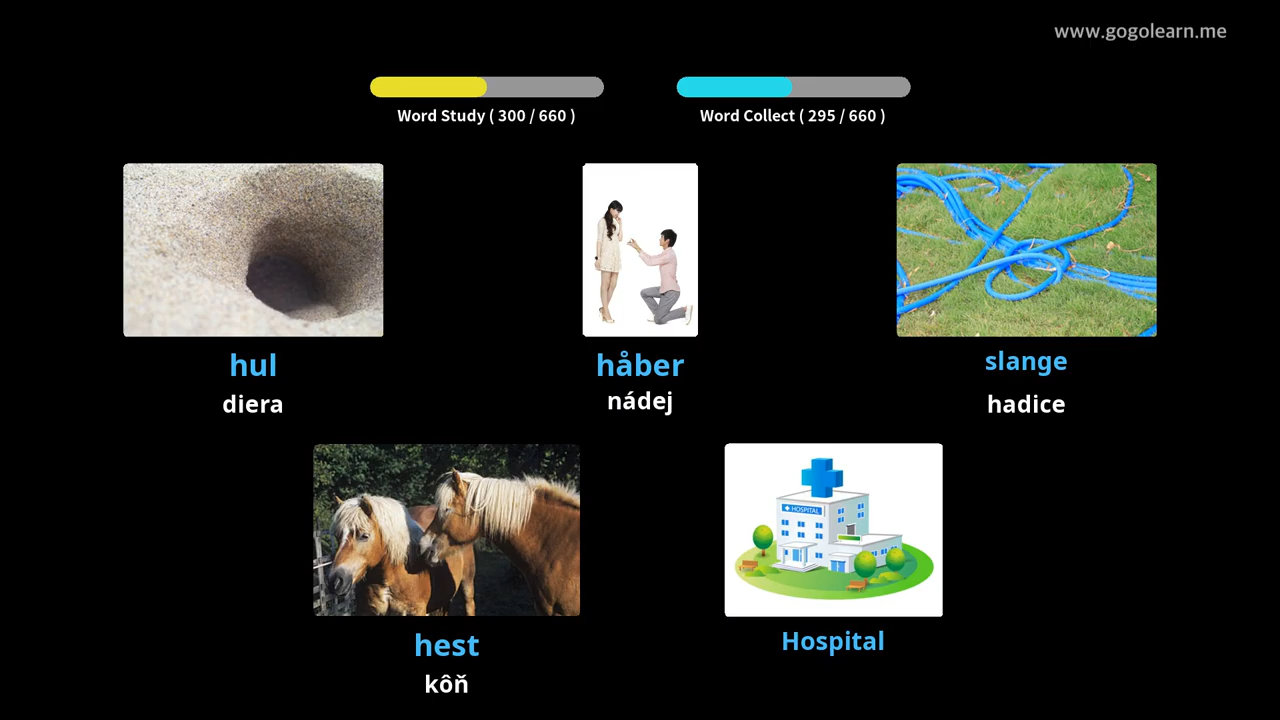 www.gogolearn.me
Word Study ( 300 / 660 )
Word Collect ( 295 / 660 )
hul
diera
håber
nádej
slange
hadice
HOSPITAL
hest
kôň
Hospital